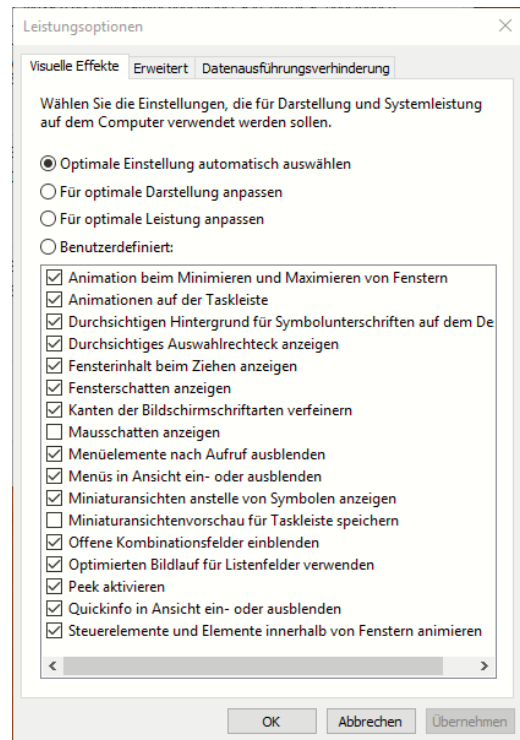 Leistungsoptionen
Visuelle Effekte
Erweitert
Datenausführungsverhinderung
Wählen Sie die Einstellungen, die für Darstellung und Systemleistung
auf dem Computer verwendet werden sollen.
Optimale Einstellung automatisch auswählen
Für optimale Darstellung anpassen
Für optimale Leistung anpassen
Benutzerdefiniert:
Animation beim Minimieren und Maximieren von Fenstern
Animationen auf der Taskleiste
Durchsichtigen Hintergrund für Symbolunterschriften auf dem De
Durchsichtiges Auswahlrechteck anzeigen
Fensterinhalt beim Ziehen anzeigen
Fensterschatten anzeigen
Kanten der Bildschirmschriftarten verfeinern
Mausschatten anzeigen
Menüelemente nach Aufruf ausblenden
Menüs in Ansicht ein- oder ausblenden
Miniaturansichten anstelle von Symbolen anzeigen
Miniaturansichtenvorschau für Taskleiste speichern
Offene Kombinationsfelder einblenden
Optimierten Bildlauf für Listenfelder verwenden
Peek aktivieren
Quickinfo in Ansicht ein- oder ausblenden
Steuerelemente und Elemente innerhalb von Fenstern animieren
OK
Abbrechen
Übernehmen